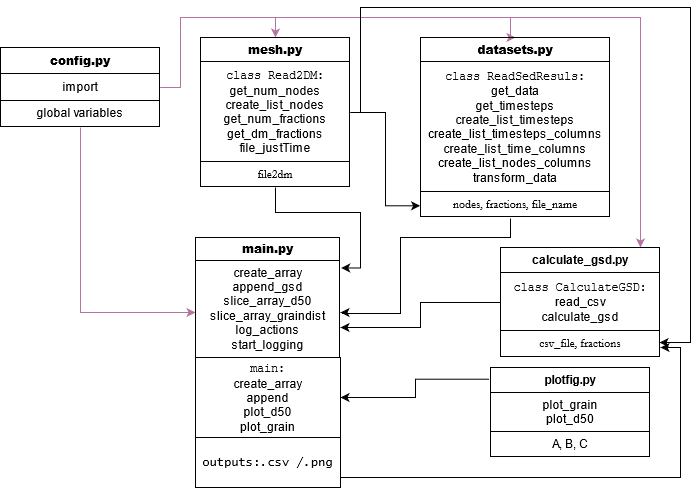 config.py
import
global variables
mesh.py
class Read2DM:
get_num_nodes
create_list_nodes
get_num_fractions
get_dm_fractions
file_justTime
file2dm
datasets.py
class ReadSedResuls:
get_data
get_timesteps
create_list_timesteps
create_list_timesteps_columns
create_list_time_columns
create_list_nodes_columns
transform_data
nodes, fractions, file_name
main.py
create_array
append_gsd
slice_array_d50
slice_array_graindist
log_actions
start_logging
main:
create_array
append
plot_d50
plot_grain
outputs:.csv /.png
calculate_gsd.py
class CalculateGSD:
read_csv
calculate_gsd
csv_file, fractions
plotfig.py
plot_grain
plot_d50
A, B, C